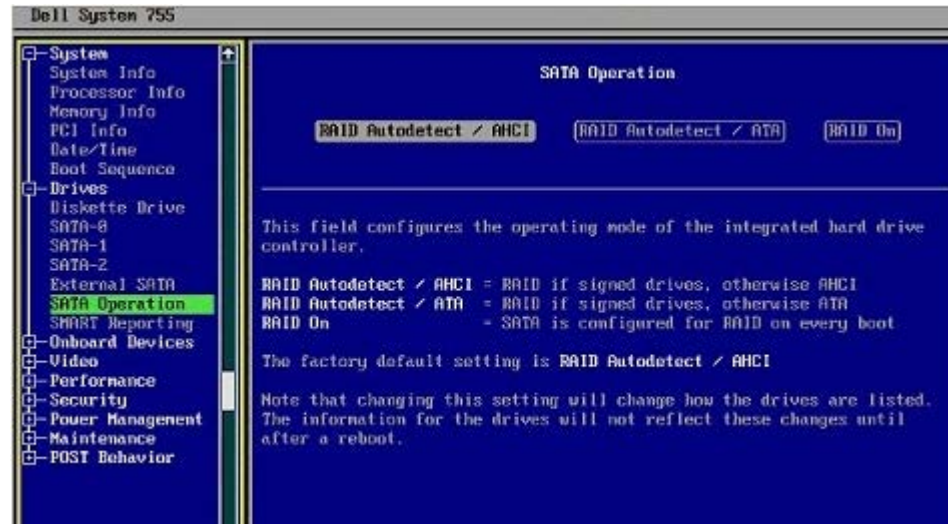 Dell System 755
System
System Info
Processor Info
Memory Info
PCI Info
Date/Time
Boot Sequence
Drives
Diskette Drive
SATA-0
SATA-1
SATA-2
External SATA
SATA Operation
SMART Reporting
Onboard Devices
Video
Performance
Security
Power Management
Maintenance
POST Behavior
SATA Operation
RAID Autodetect / AHCI
RAID Autodetect / ATA
RAID On
This field configures the operating mode of the integrated hard drive
controller.
RAID Autodetect / AHCI = RAID if signed drives, otherwise AHCI
RAID Autodetect / ATA = RAID if signed drives, otherwise ATA
RAID On = SATA is configured for RAID on every boot
The factory default setting is RAID Autodetect / AHCI
Note that changing this setting will change how the drives are listed.
The information for the drives will not reflect these changes until
after a reboot.